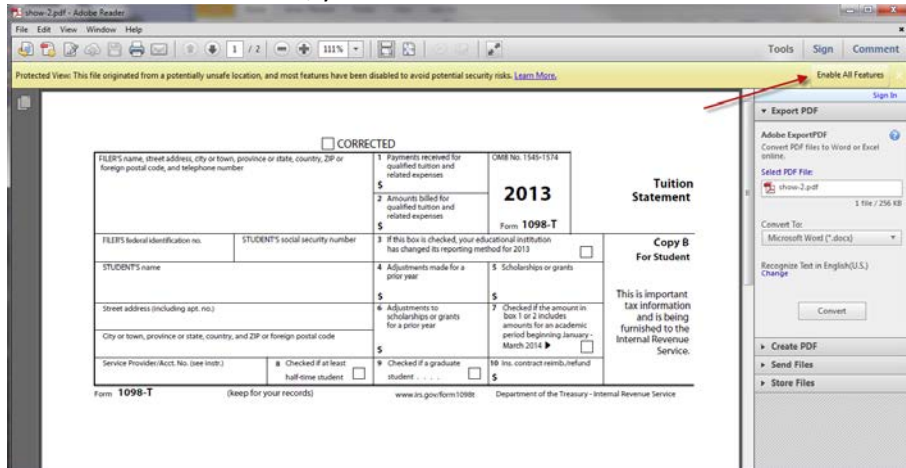 show-2.pdf - Adobe Reader
File Edit View Window Help
1 / 2 111% Tools Sign Comment
Protected View: This file originated from a potentially unsafe location, and most features have been disabled to avoid potential security risks. Learn More.
Enable All Features
Sign In
Export PDF
Adobe ExportPDF
Convert PDF files to Word or Excel
online.
Select PDF File:
show-2.pdf
1 file / 256 KB
Convert To:
Microsoft Word (*.docx)
Recognize Text in English(U.S.)
Change
Convert
Create PDF
Send Files
Store Files
CORRECTED
FILER'S name, street address, city or town, province or state, country, ZIP or
foreign postal code, and telephone number
1 Payments received for
qualified tuition and
related expenses
$
2 Amounts billed for
qualified tuition and
related expenses
$
OMB No. 1545-1574
2013
Form 1098-T
Tuition
Statement
FILER'S federal identification no.
STUDENT'S social security number
3 If this box is checked, your educational institution
has changed its reporting method for 2013
Copy B
For Student
STUDENT'S name
4 Adjustments made for a
prior year
$
5 Scholarships or grants
$
This is important
tax information
and is being
furnished to the
Internal Revenue
Service.
Street address (including apt. no.)
6 Adjustments to
scholarships or grants
for a prior year
$
7 Checked if the amount in
box 1 or 2 includes
amounts for an academic
period beginning January -
March 2014 ▶
City or town, province or state, country, and ZIP or foreign postal code
Service Provider/Acct. No. (see instr.)
8 Checked if at least
half-time student
9 Checked if a graduate
student . . . .
10 Ins. contract reimb./refund
$
Form 1098-T (keep for your records) www.irs.gov/form1098t Department of the Treasury - Internal Revenue Service